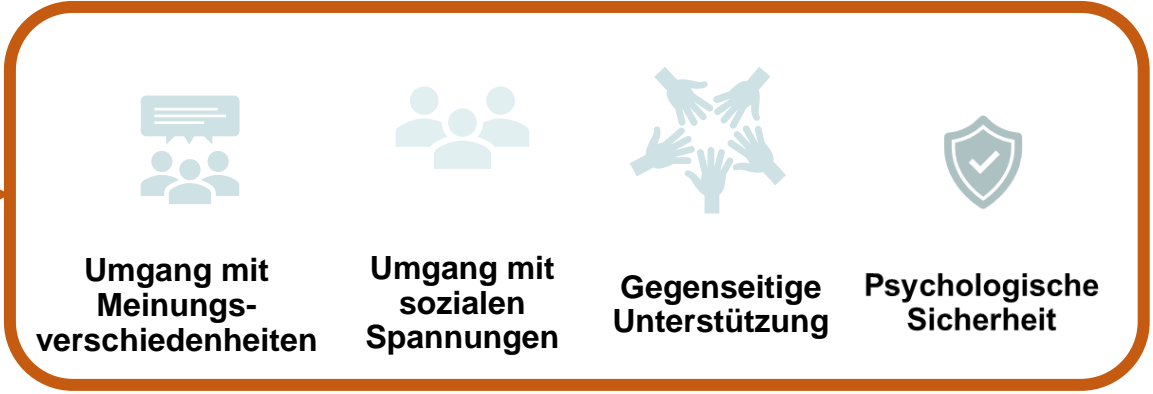 Umgang mit
Meinungs-
verschiedenheiten
Umgang mit
sozialen
Spannungen
Gegenseitige
Unterstützung
Psychologische
Sicherheit